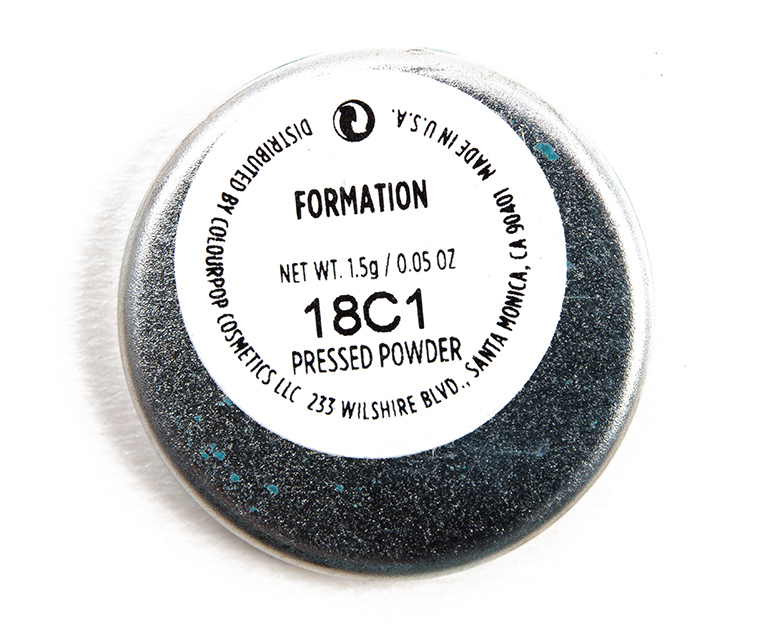 FORMATION
NET WT. 1.5g / 0.05 OZ
18C1
PRESSED POWDER
DISTRIBUTED BY COLOURPOP COSMETICS LLC 233 WILSHIRE BLVD., SANTA MONICA, CA 90401 MADE IN U.S.A.